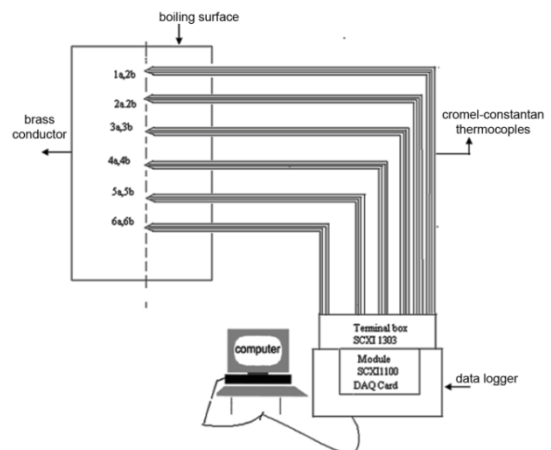 boiling surface
1a,2b
2a.2b
brass
conductor
3a,3b
cromel-constantan
thermocoples
4a,4b
5a,5b
6a,6b
Terminal box
SCXI 1303
computer
Module
SCXI1100
DAQ Card
data logger